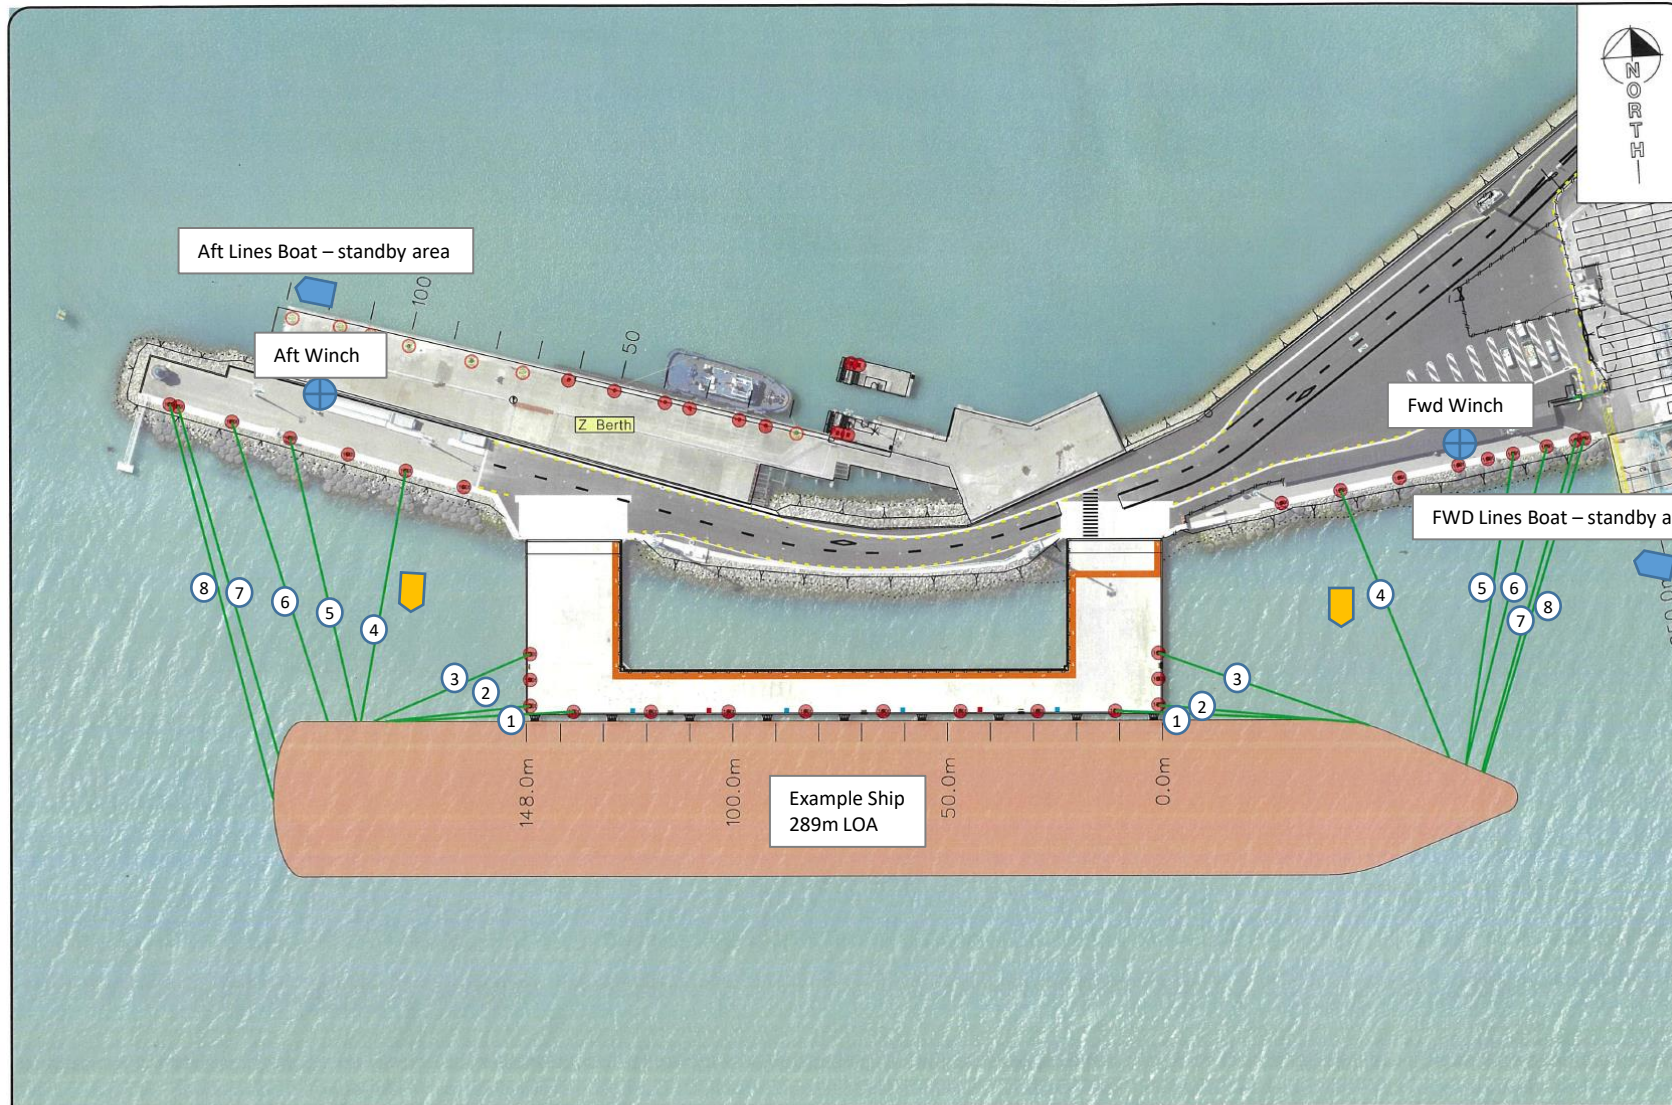 NORTH
Aft Lines Boat – standby area
100
Aft Winch
50
Z Berth
Fwd Winch
FWD Lines Boat – standby a
8
7
6
5
4
3
2
1
4
5
6
7
8
3
2
1
148.0m
100.0m
50.0m
0.0m
Example Ship
289m LOA